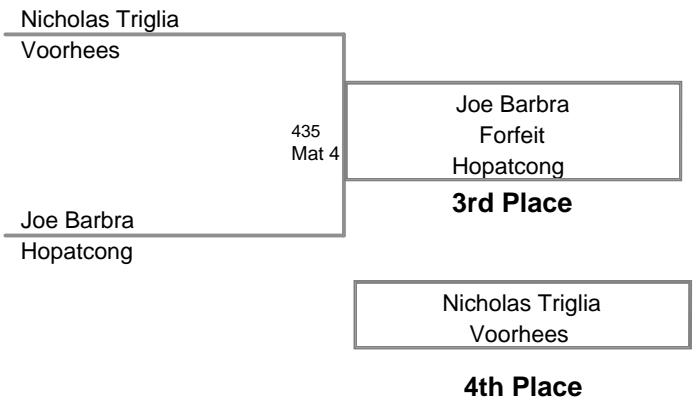 Nicholas Triglia
Voorhees
435
Mat 4
Joe Barbra
Forfeit
Hopatcong
3rd Place
Joe Barbra
Hopatcong
Nicholas Triglia
Voorhees
4th Place